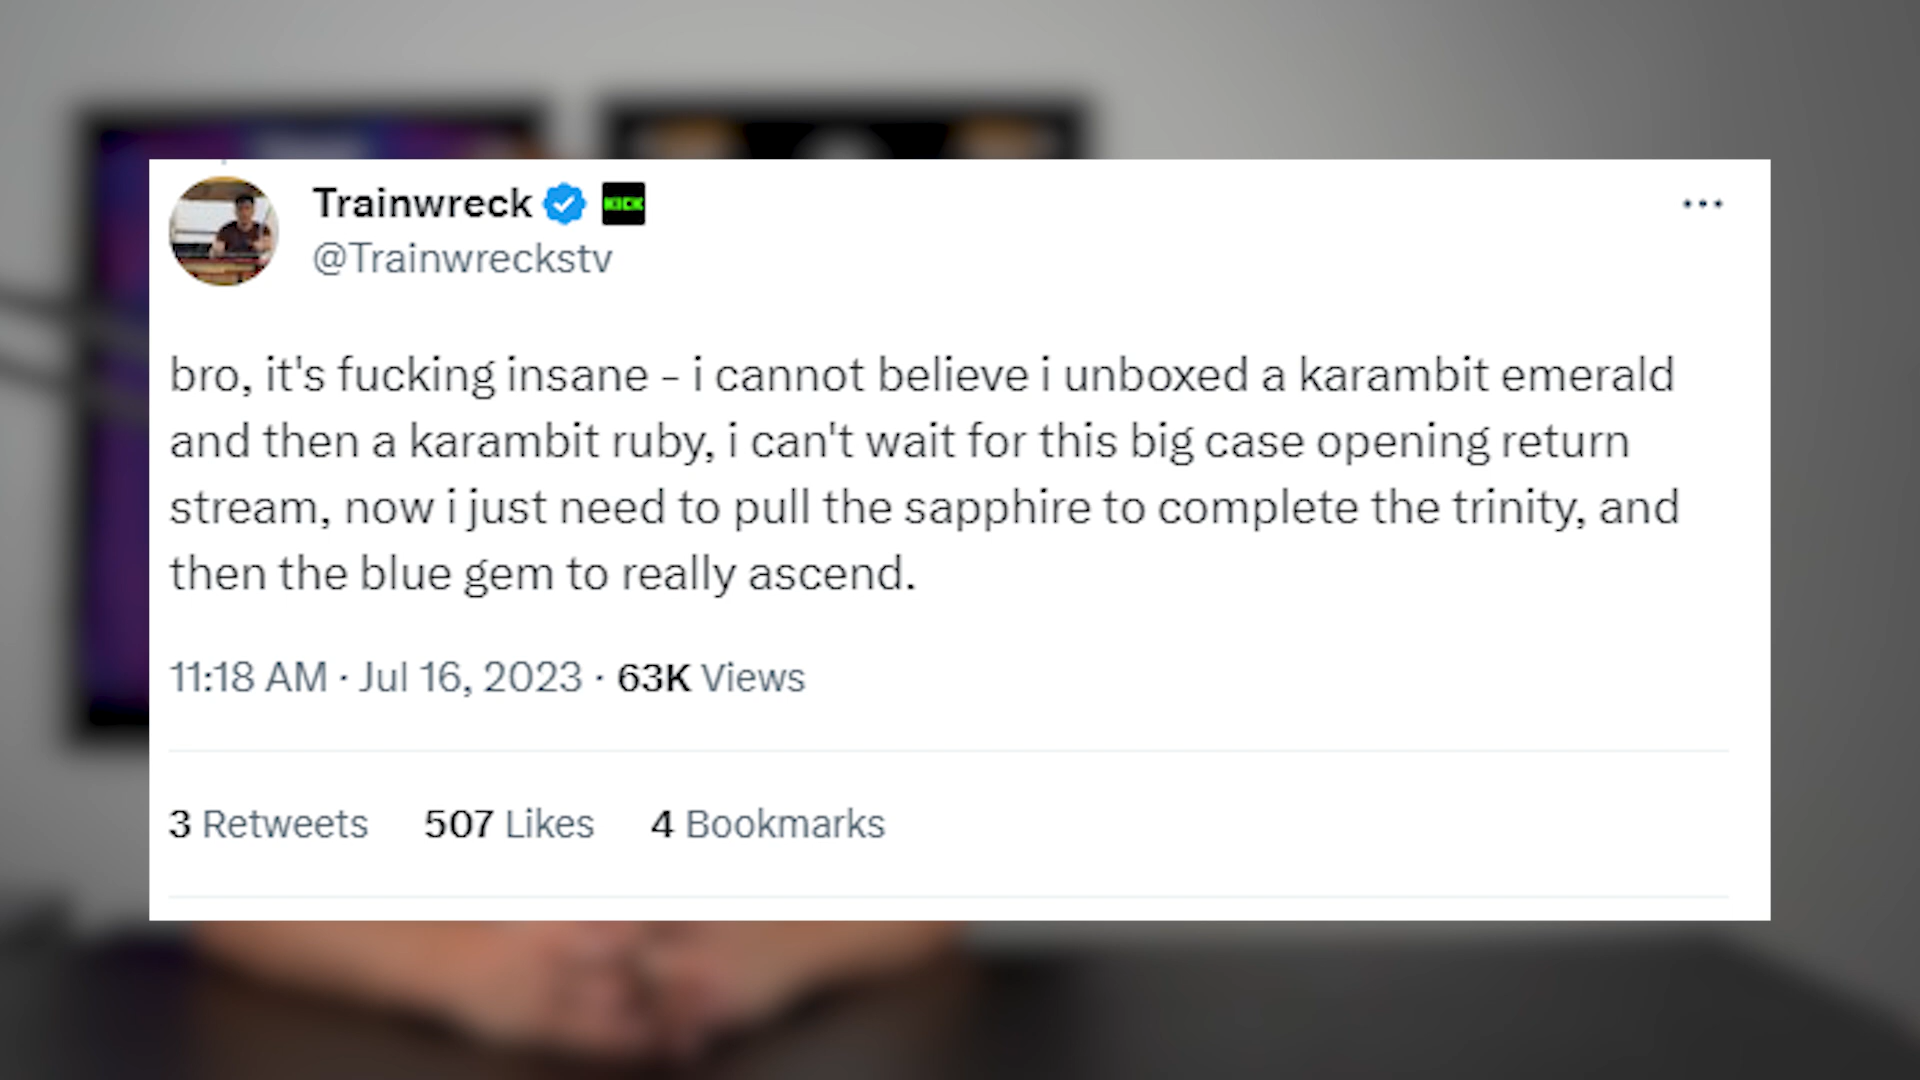 Trainwreck KICK
@Trainwreckstv
bro, it's fucking insane – i cannot believe i unboxed a karambit emerald
and then a karambit ruby, i can't wait for this big case opening return
stream, now i just need to pull the sapphire to complete the trinity, and
then the blue gem to really ascend.
11:18 AM · Jul 16, 2023 · 63K Views
3 Retweets 507 Likes 4 Bookmarks